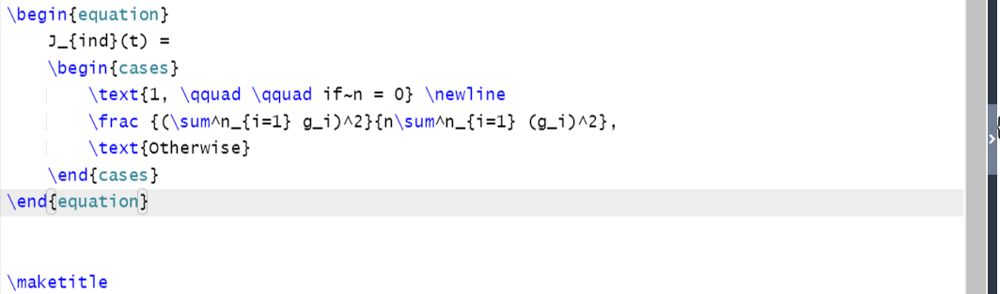 \begin{equation}
J_{ind}(t) =
\begin{cases}
\text{1, \qquad \qquad if~n = 0} \newline
\frac {(\sum^n_{i=1} g_i)^2}{n\sum^n_{i=1} (g_i)^2},
\text{Otherwise}
\end{cases}
\end{equation}
\maketitle